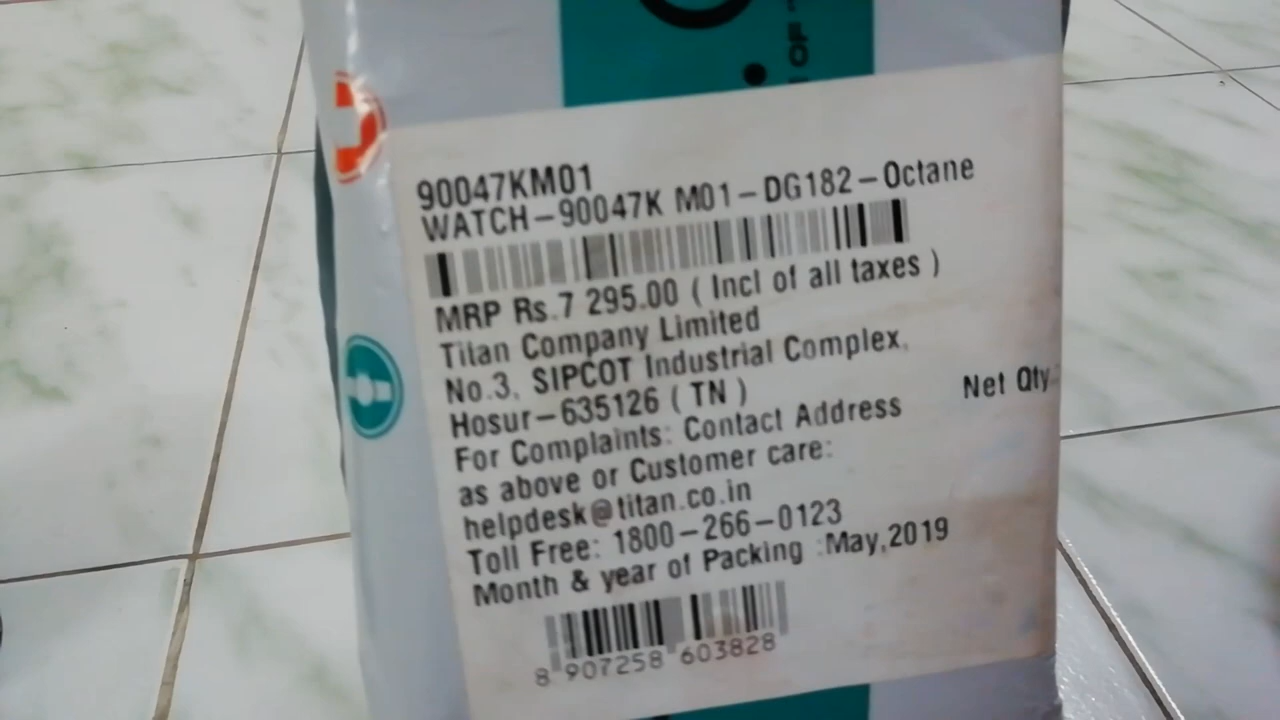 OF
90047KM01
WATCH-90047K M01-DG182-Octane
MRP Rs.7 295.00 ( Incl of all taxes )
Titan Company Limited
No.3, SIPCOT Industrial Complex,
Hosur-635126 ( TN )
Net Qty
For Complaints: Contact Address
as above or Customer care:
helpdesk@titan.co.in
Toll Free: 1800-266-0123
Month & year of Packing :May,2019
8 907258 603828